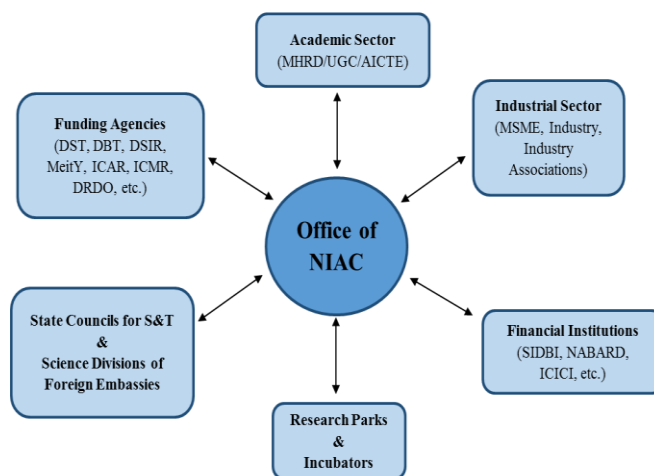 Academic Sector
(MHRD/UGC/AICTE)
Funding Agencies
(DST, DBT, DSIR,
MeitY, ICAR, ICMR,
DRDO, etc.)
Industrial Sector
(MSME, Industry,
Industry
Associations)
Office of
NIAC
State Councils for S&T
&
Science Divisions of
Foreign Embassies
Financial Institutions
(SIDBI, NABARD,
ICICI, etc.)
Research Parks
&
Incubators